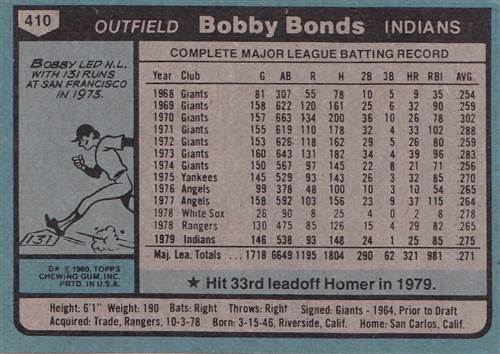 410 OUTFIELD Bobby Bonds INDIANS
COMPLETE MAJOR LEAGUE BATTING RECORD
BOBBY LED N.L.
WITH 131 RUNS
AT SAN FRANCISCO
IN 1973.
131
D* © 1980, TOPPS
CHEWING GUM, INC.
PRTD. IN U.S.A.
Year Club G AB R H 2B 3B HR RBI AVG.
1968 Giants 81 307 55 78 10 5 9 35 .254
1969 Giants 158 622 120 161 25 6 32 90 .259
1970 Giants 157 663 134 200 36 10 26 78 .302
1971 Giants 155 619 110 178 32 4 33 102 .288
1972 Giants 153 626 118 162 29 5 26 80 .259
1973 Giants 160 643 131 182 34 4 39 96 .283
1974 Giants 150 567 97 145 22 8 21 71 .256
1975 Yankees 145 529 93 143 26 3 32 85 .270
1976 Angels 99 378 48 100 10 3 10 54 .265
1977 Angels 158 592 103 156 23 9 37 115 .264
1978 White Sox 26 90 8 25 4 0 2 8 .278
1978 Rangers 130 475 85 126 15 4 29 82 .265
1979 Indians 146 538 93 148 24 1 25 85 .275
Maj. Lea. Totals 1718 6649 1195 1804 290 62 321 981 .271
★ Hit 33rd leadoff Homer in 1979.
Height: 6'1" Weight: 190 Bats: Right Throws: Right Signed: Giants - 1964, Prior to Draft
Acquired: Trade, Rangers, 10-3-78 Born: 3-15-46, Riverside, Calif. Home: San Carlos, Calif.